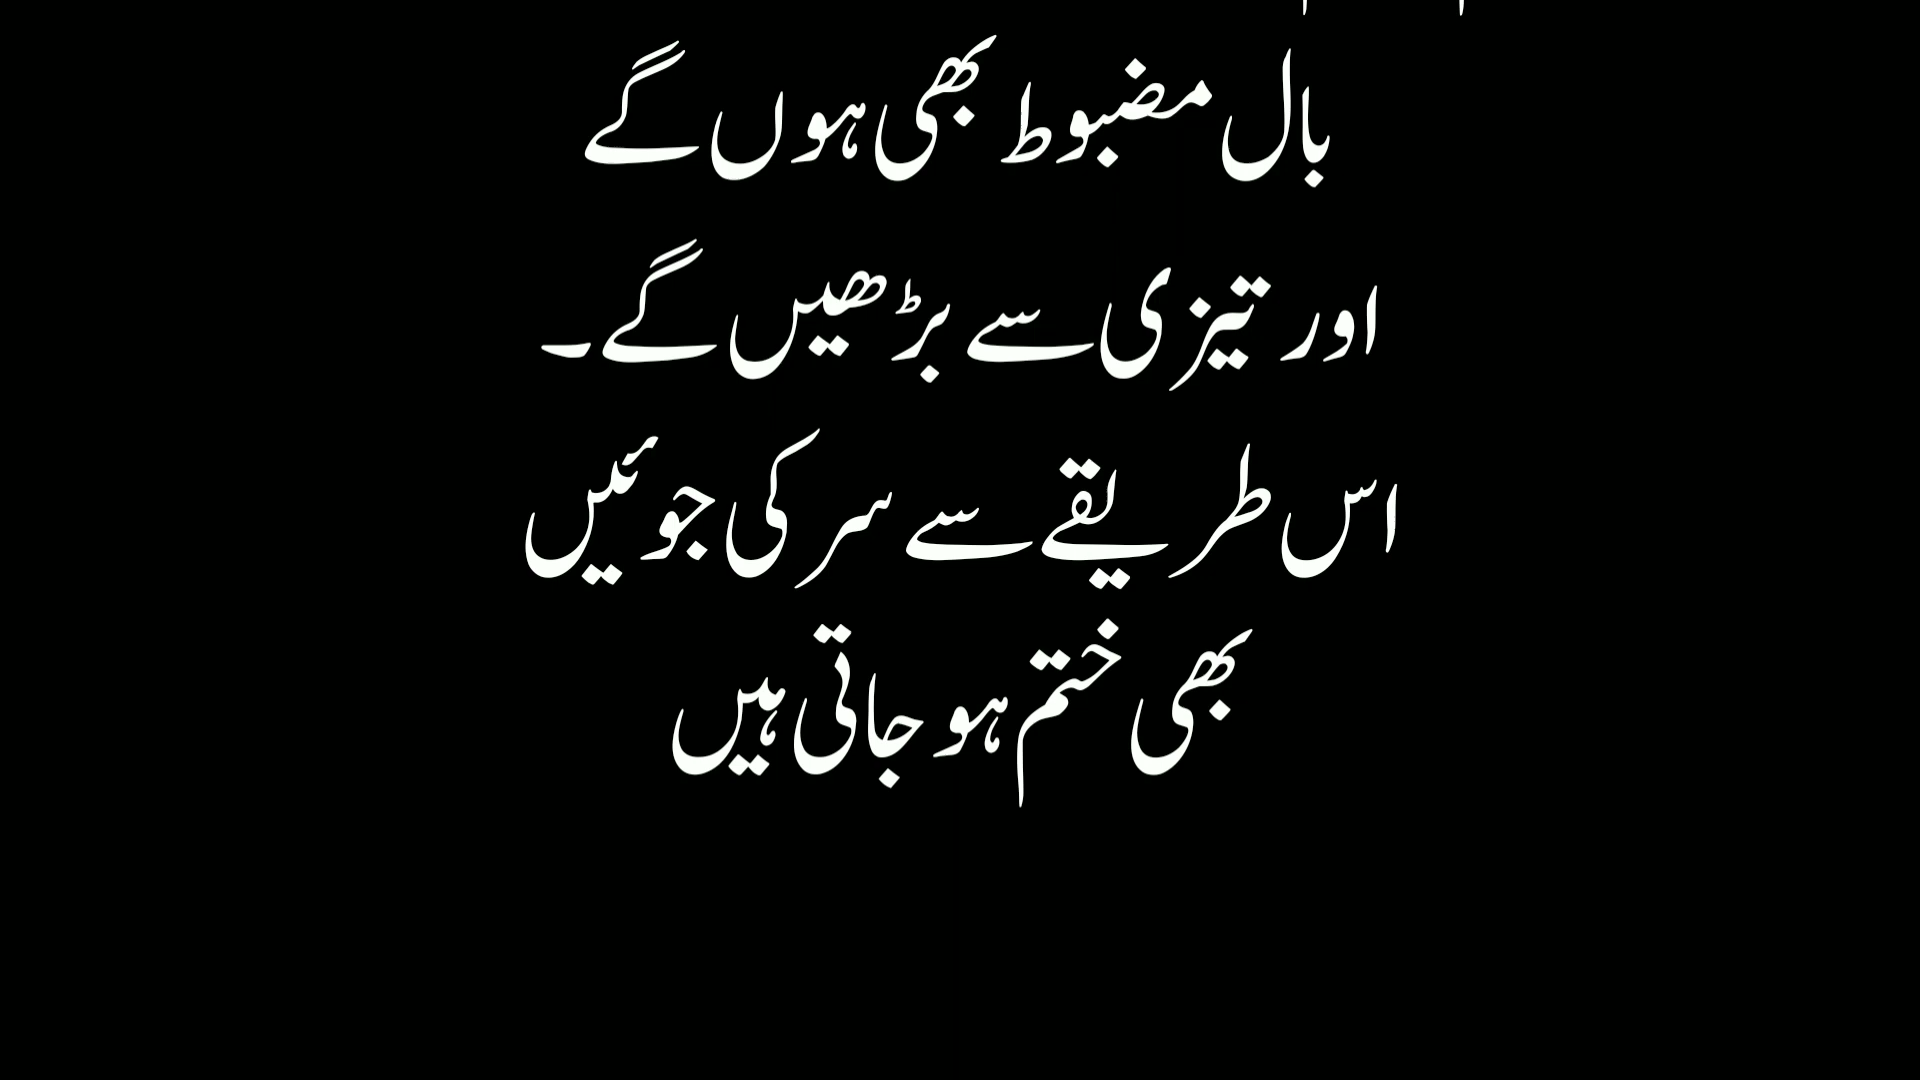 بال مضبوط بھی ہوں گے
اور تیزی سے بڑھیں گے۔
اس طریقے سے سر کی جوئیں
بھی ختم ہو جاتی ہیں